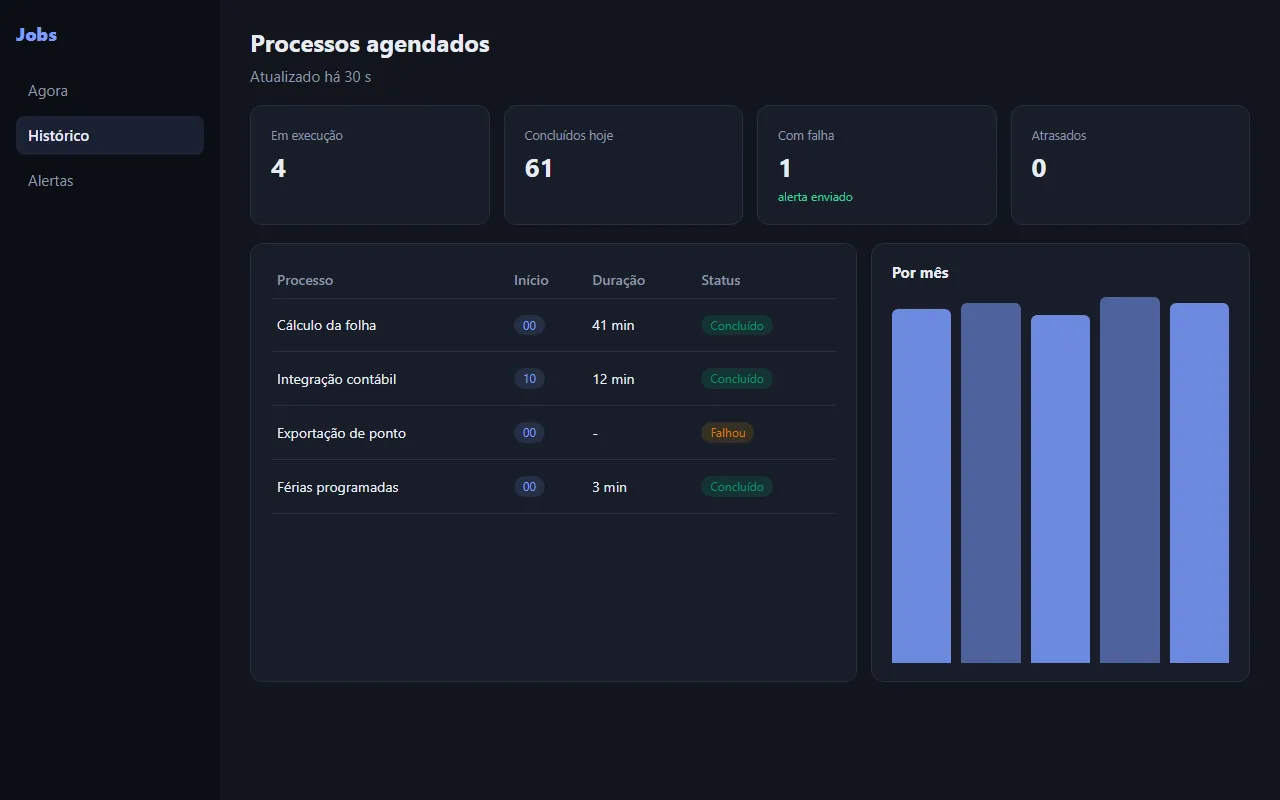 Jobs
Agora
Histórico
Alertas
Processos agendados
Atualizado há 30 s
Em execução
4
Concluídos hoje
61
Com falha
1
alerta enviado
Atrasados
0
Processo Início Duração Status
Cálculo da folha 00 41 min Concluído
Integração contábil 10 12 min Concluído
Exportação de ponto 00 - Falhou
Férias programadas 00 3 min Concluído
Por mês